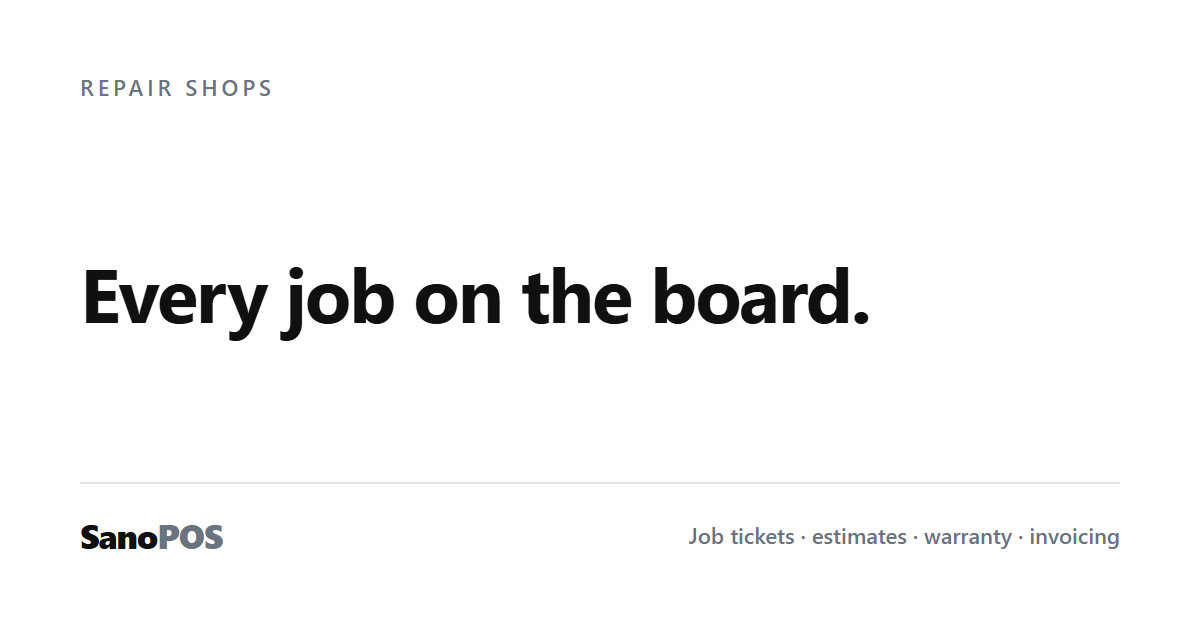 REPAIR SHOPS
Every job on the board.
SanoPOS
Job tickets · estimates · warranty · invoicing